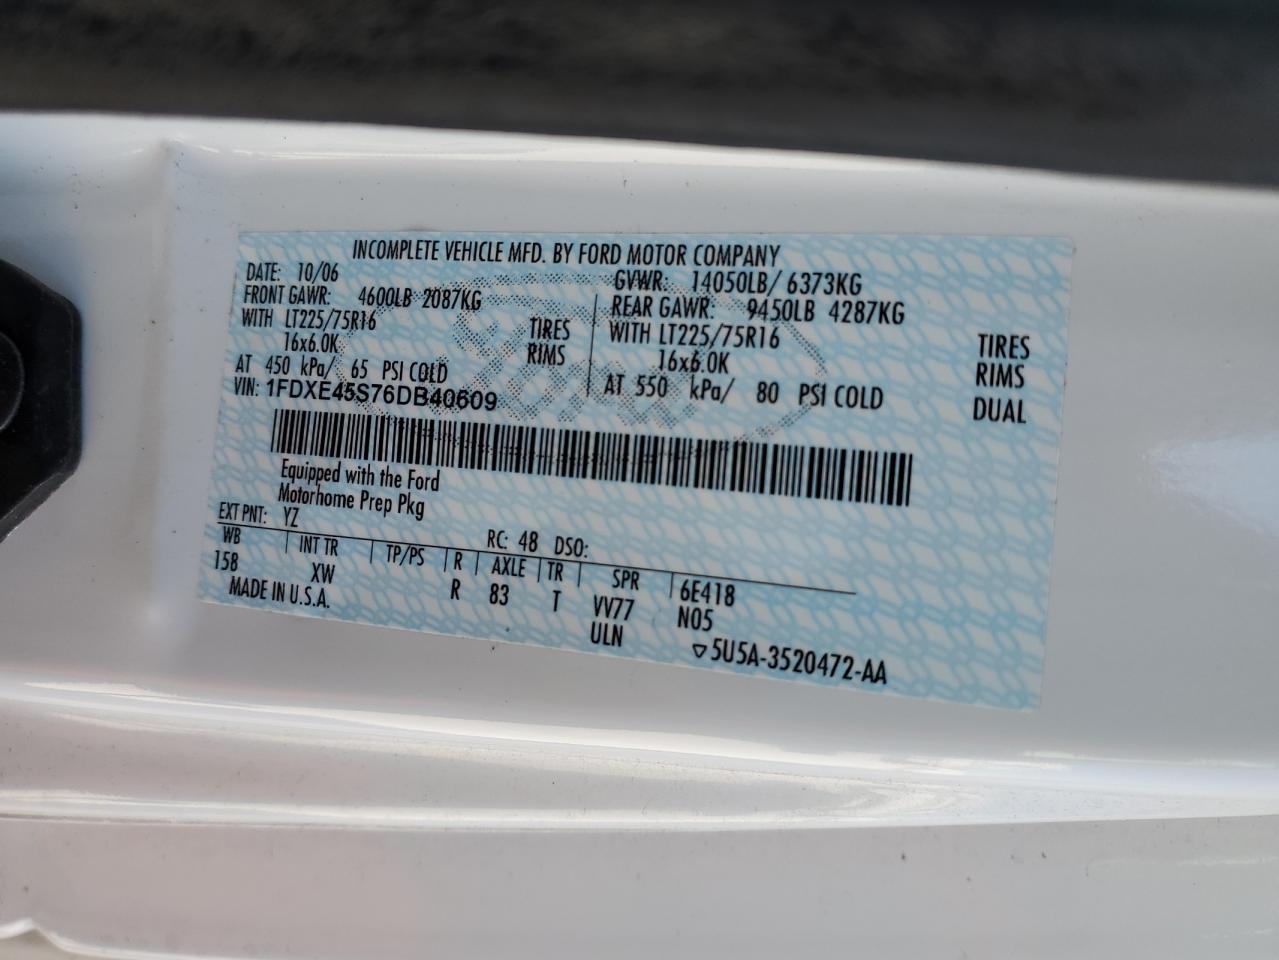 INCOMPLETE VEHICLE MFD. BY FORD MOTOR COMPANY
DATE: 10/06 GVWR: 14050LB/ 6373KG
FRONT GAWR: 4600LB 2087KG REAR GAWR: 9450LB 4287KG
WITH LT225/75R16 TIRES WITH LT225/75R16 TIRES
16x6.0K RIMS 16x6.0K RIMS
AT 450 kPa/ 65 PSI COLD AT 550 kPa/ 80 PSI COLD DUAL
VIN: 1FDXE45S76DB40609
Equipped with the Ford
Motorhome Prep Pkg
EXT PNT: YZ RC: 48 DSO:
WB INT TR TP/PS R AXLE TR SPR 6E418
158 XW R 83 T VV77 N05
MADE IN U.S.A. ULN 5U5A-3520472-AA